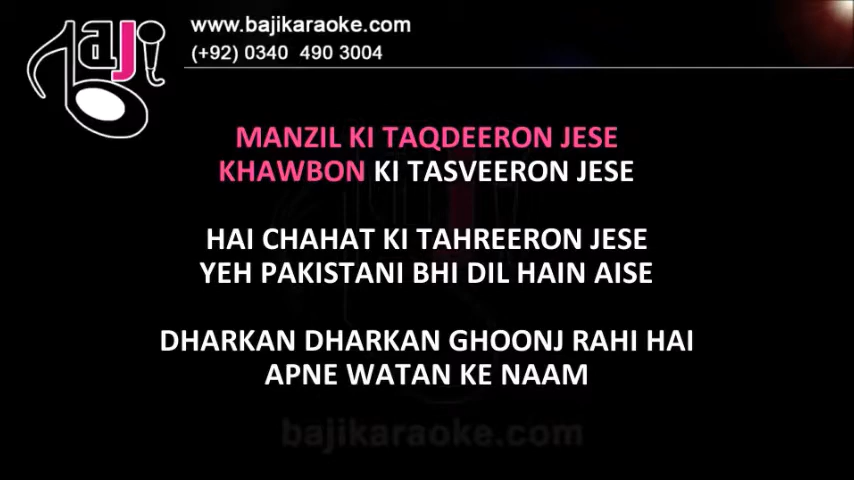 www.bajikaraoke.com
(+92) 0340 490 3004
baji
MANZIL KI TAQDEERON JESE
KHAWBON KI TASVEERON JESE
HAI CHAHAT KI TAHREERON JESE
YEH PAKISTANI BHI DIL HAIN AISE
DHARKAN DHARKAN GHOONJ RAHI HAI
APNE WATAN KE NAAM
bajikaraoke.com